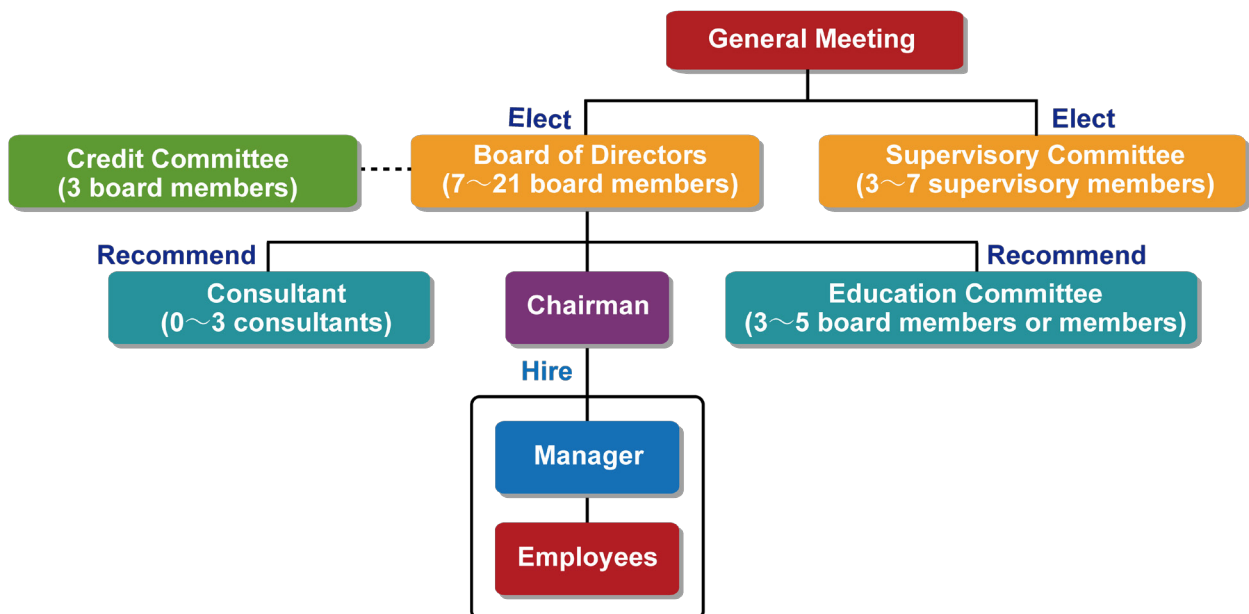 General Meeting
Elect
Elect
Credit Committee
(3 board members)
Board of Directors
(7～21 board members)
Supervisory Committee
(3～7 supervisory members)
Recommend
Recommend
Consultant
(0～3 consultants)
Chairman
Education Committee
(3～5 board members or members)
Hire
Manager
Employees